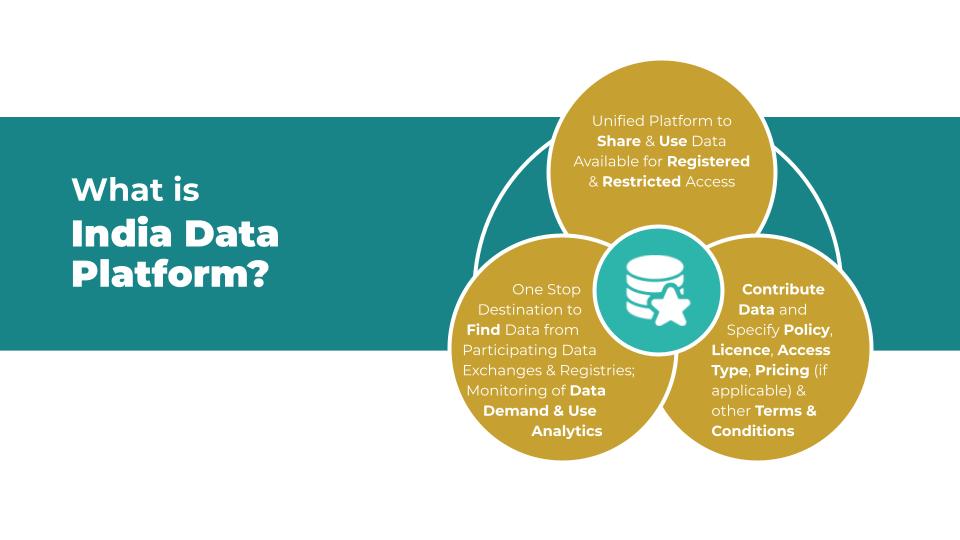 What is
India Data
Platform?
Unified Platform to
Share & Use Data
Available for Registered
& Restricted Access
One Stop
Destination to
Find Data from
Participating Data
Exchanges & Registries;
Monitoring of Data
Demand & Use
Analytics
Contribute
Data and
Specify Policy,
Licence, Access
Type, Pricing (if
applicable) &
other Terms &
Conditions